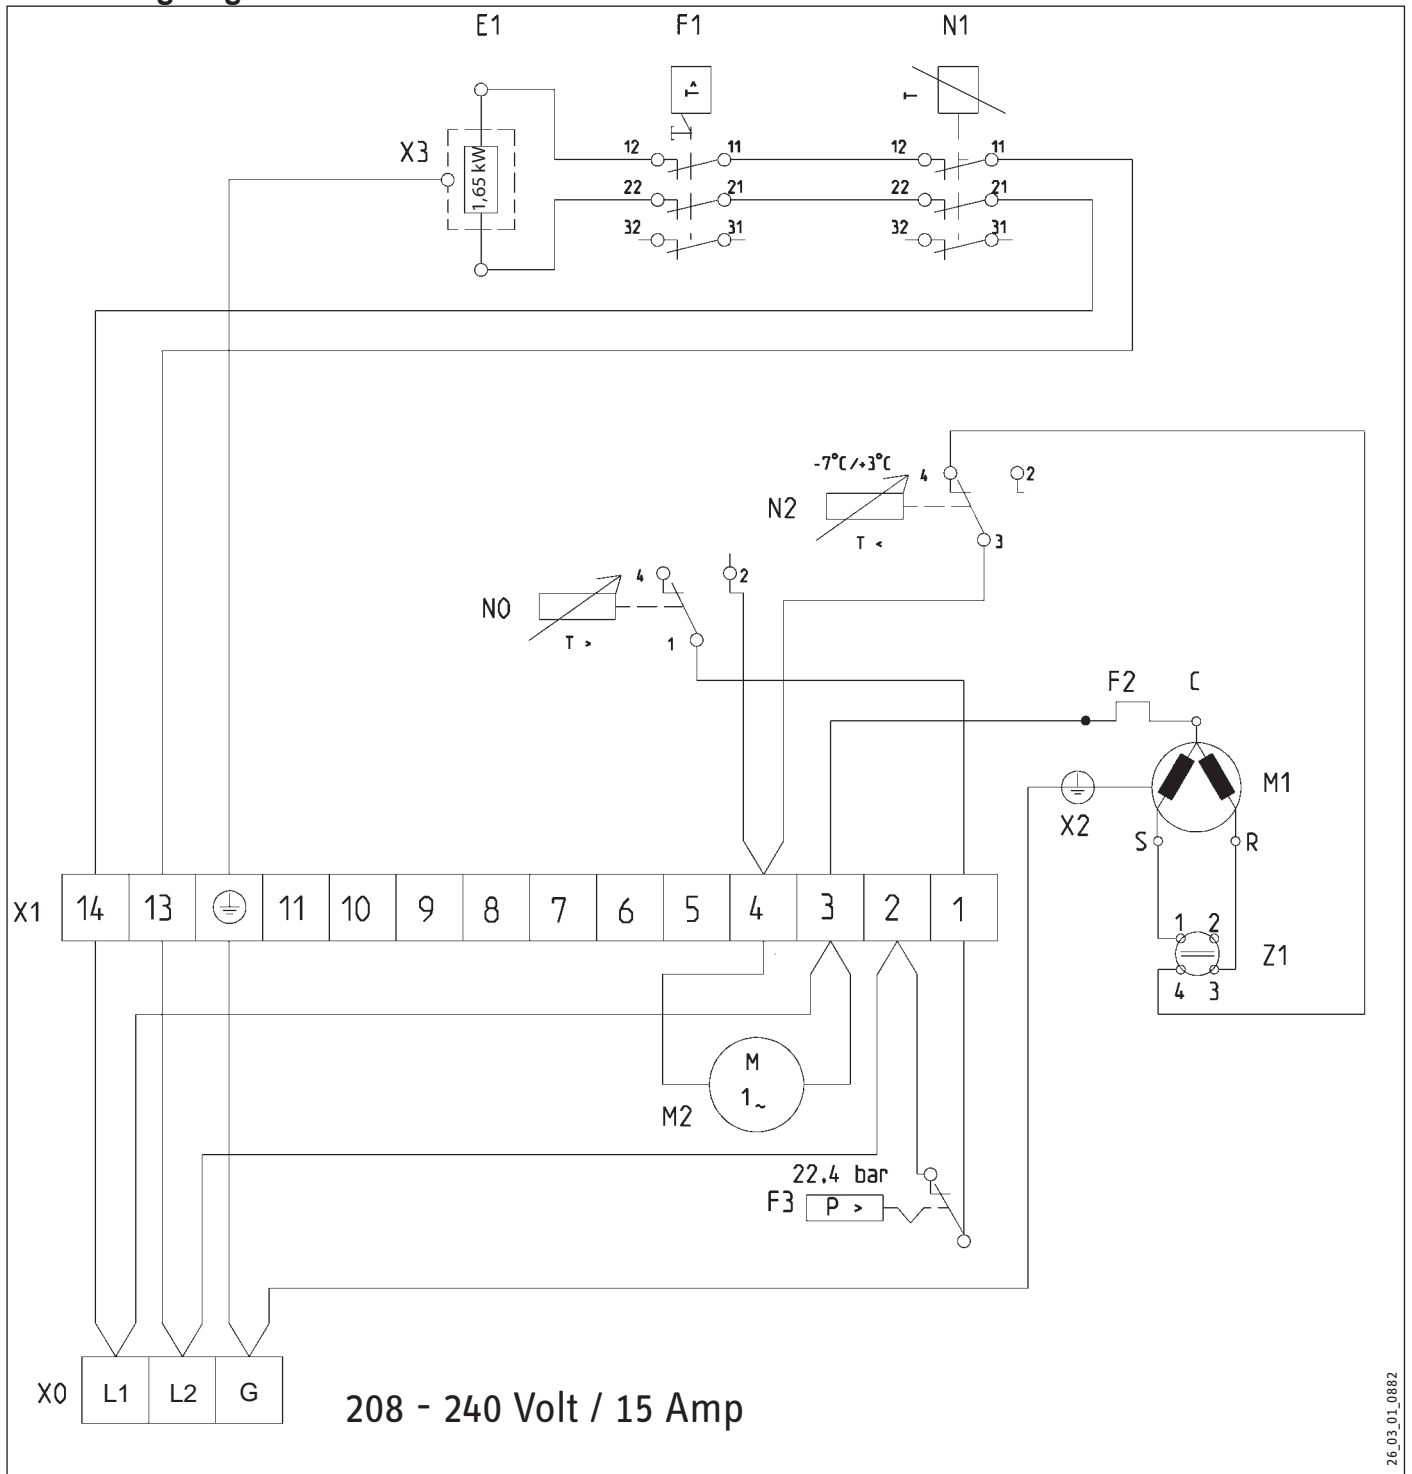 E1 F1 N1
T>
T
X3
1,65 kW
12 11 12 11
22 21 22 21
32 31 32 31
-7°C/+3°C
4 2
N2
T <
3
4 2
N0
T >
1
F2 C
M1
X2
S R
X1 14 13 11 10 9 8 7 6 5 4 3 2 1
1 2
Z1
4 3
M
1~
M2
22,4 bar
F3 P >
X0 L1 L2 G
208 - 240 Volt / 15 Amp
26_03_01_0882